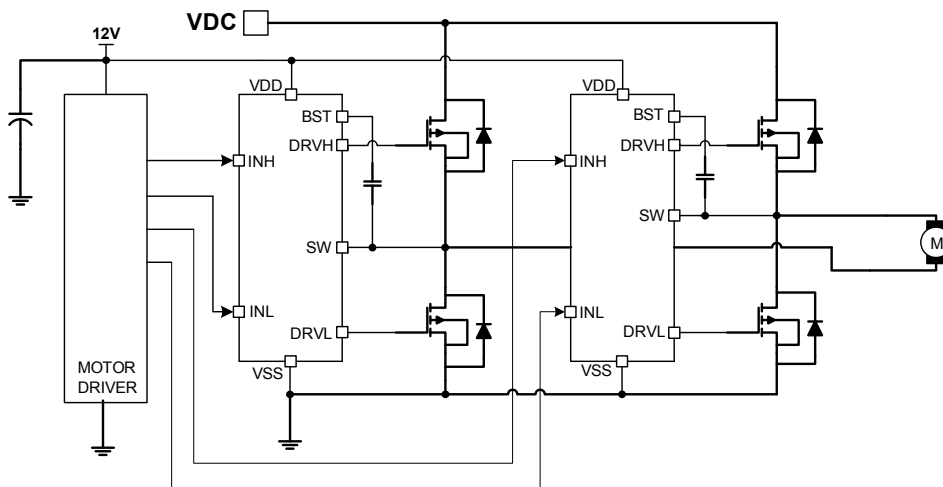 VDC
12V
VDD
BST
DRVH
INH
SW
INL
DRVL
VSS
MOTOR
DRIVER
VDD
BST
DRVH
INH
SW
INL
DRVL
VSS
M